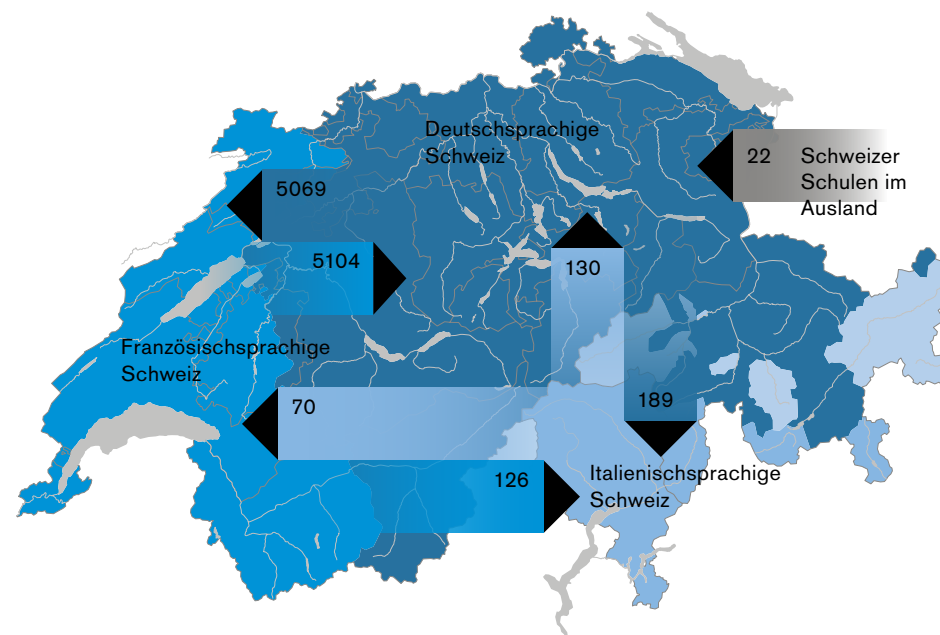 Deutschsprachige
Schweiz
22
Schweizer
Schulen im
Ausland
5069
5104
130
Französischsprachige
Schweiz
70
189
126
Italienischsprachige
Schweiz